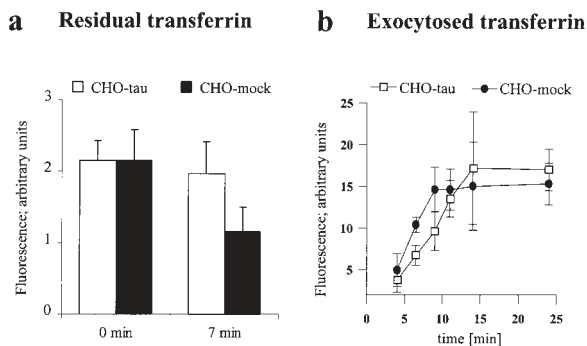 a Residual transferrin
CHO-tau CHO-mock
Fluorescence; arbitrary units
3
2
1
0
0 min 7 min
b Exocytosed transferrin
CHO-tau CHO-mock
Fluorescence; arbitrary units
25
20
15
10
5
0 5 10 15 20 25
time [min]